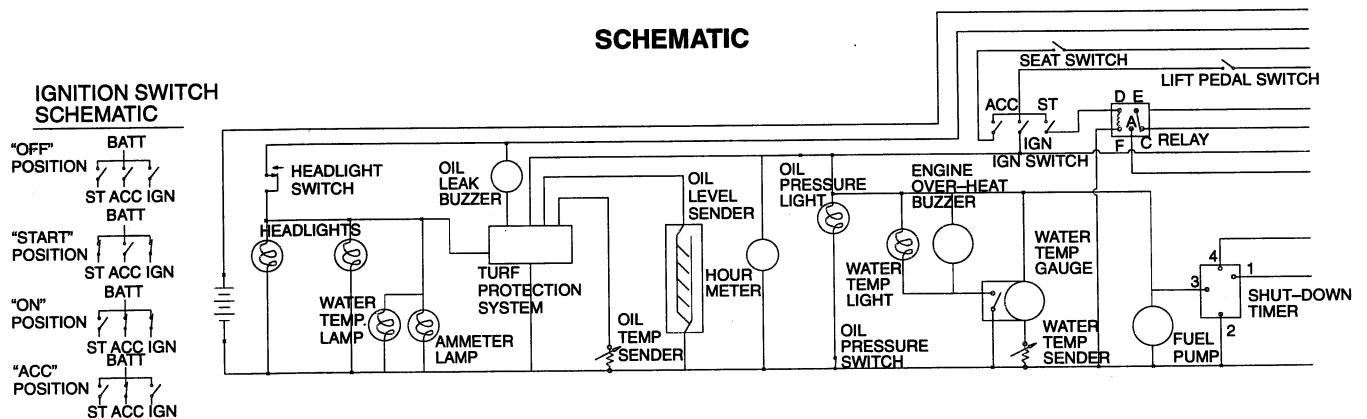 SCHEMATIC
IGNITION SWITCH
SCHEMATIC
"OFF"
POSITION
BATT
ST ACC IGN
"START"
POSITION
BATT
ST ACC IGN
"ON"
POSITION
BATT
ST ACC IGN
"ACC"
POSITION
BATT
ST ACC IGN
HEADLIGHT
SWITCH
HEADLIGHTS
WATER
TEMP.
LAMP
AMMETER
LAMP
OIL
LEAK
BUZZER
TURF
PROTECTION
SYSTEM
OIL
TEMP
SENDER
OIL
LEVEL
SENDER
HOUR
METER
OIL
PRESSURE
LIGHT
OIL
PRESSURE
SWITCH
WATER
TEMP
LIGHT
ENGINE
OVER-HEAT
BUZZER
WATER
TEMP
GAUGE
WATER
TEMP
SENDER
SEAT SWITCH
LIFT PEDAL SWITCH
ACC
ST
IGN
IGN SWITCH
D E
A
F C
RELAY
FUEL
PUMP
4
1
3
2
SHUT-DOWN
TIMER